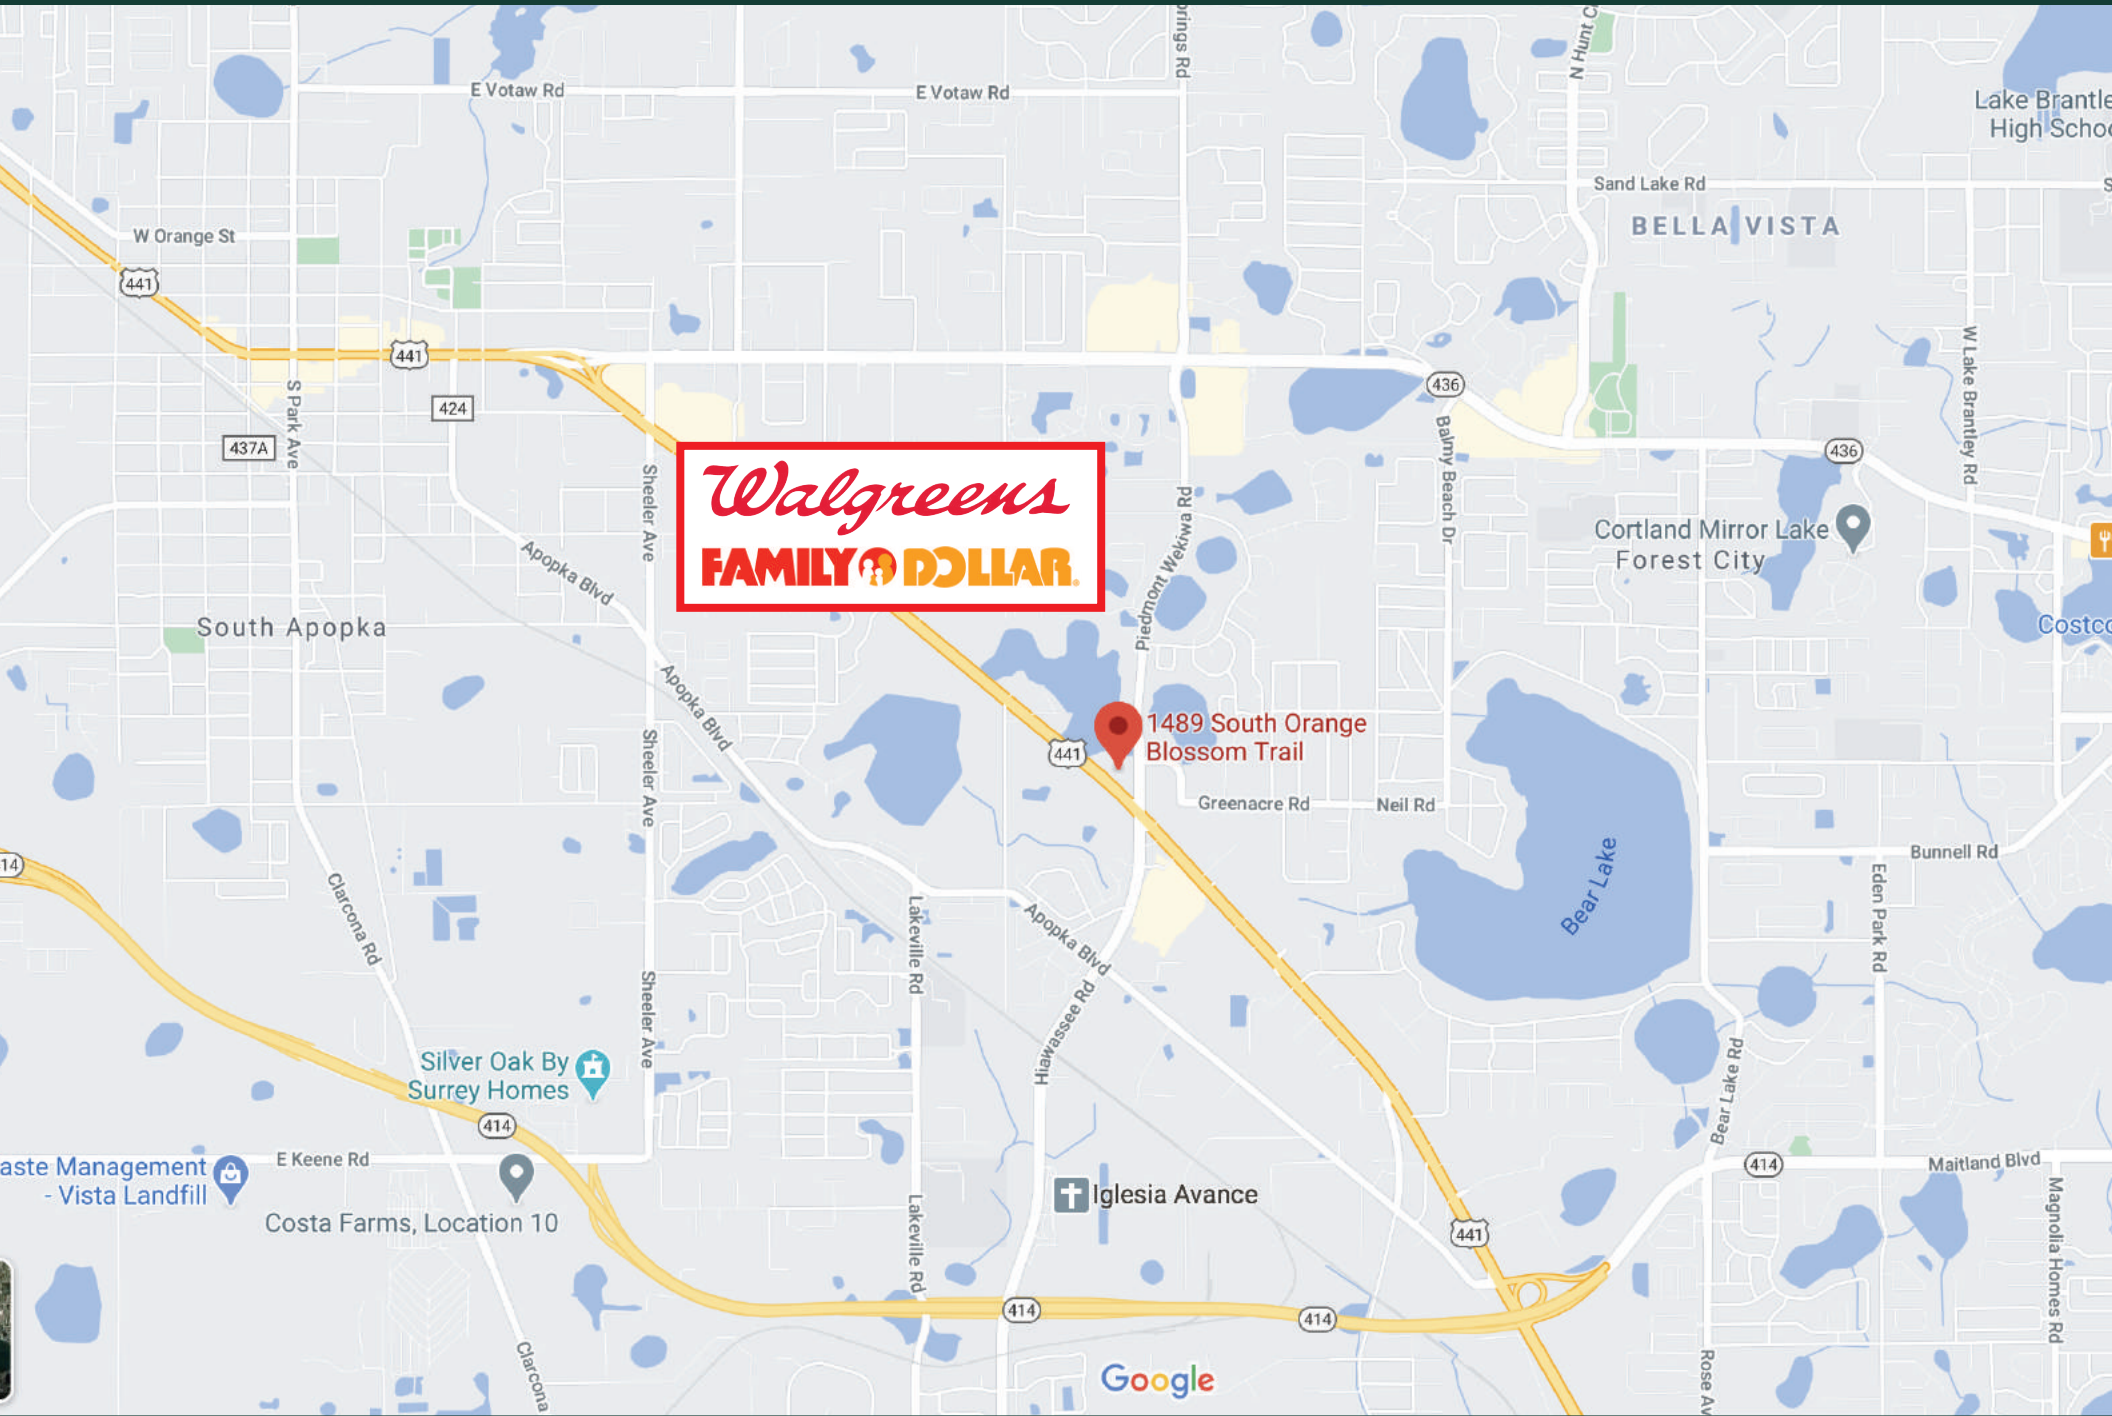 prings Rd
N Hunt C
E Votaw Rd
E Votaw Rd
Lake Brantle
High Schoo
Sand Lake Rd
S
BELLA VISTA
W Orange St
441
441
436
424
437A
S Park Ave
W Lake Brantley Rd
Balmy Beach Dr
436
Sheeler Ave
Walgreens
FAMILY DOLLAR
Piedmont Wekiwa Rd
Cortland Mirror Lake
Forest City
Apopka Blvd
South Apopka
Costco
Apopka Blvd
1489 South Orange
Blossom Trail
441
Sheeler Ave
Greenacre Rd
Neil Rd
Bear Lake
Bunnell Rd
14
Clarcona Rd
Lakeville Rd
Apopka Blvd
Eden Park Rd
Sheeler Ave
Hiawassee Rd
Silver Oak By
Surrey Homes
Bear Lake Rd
414
E Keene Rd
aste Management
- Vista Landfill
Costa Farms, Location 10
Iglesia Avance
414
Maitland Blvd
Lakeville Rd
441
Magnolia Homes Rd
414
414
Clarcona
Google
Rose Av